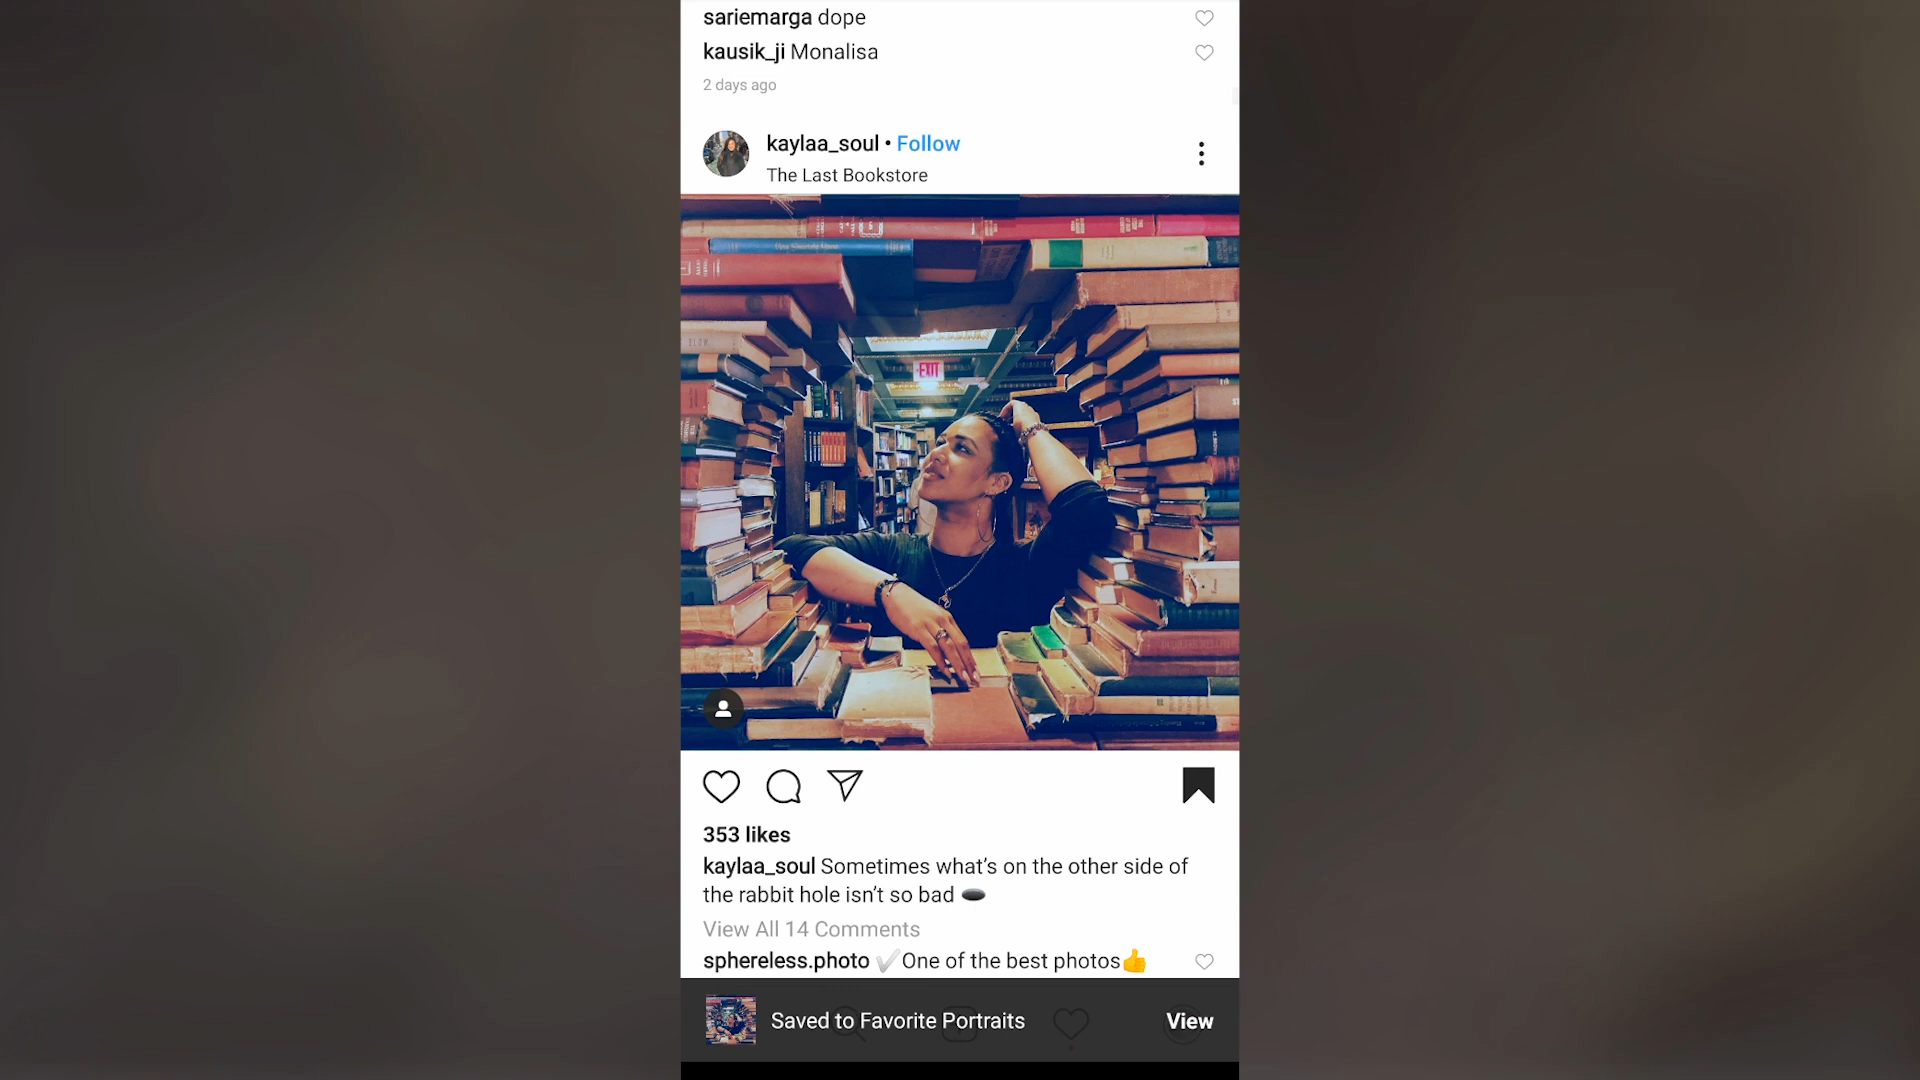 sariemarga dope
kausik_ji Monalisa
2 days ago
kaylaa_soul • Follow
The Last Bookstore
EXIT
353 likes
kaylaa_soul Sometimes what's on the other side of
the rabbit hole isn't so bad 🕳️
View All 14 Comments
sphereless.photo ✔️One of the best photos👍
Saved to Favorite Portraits
View